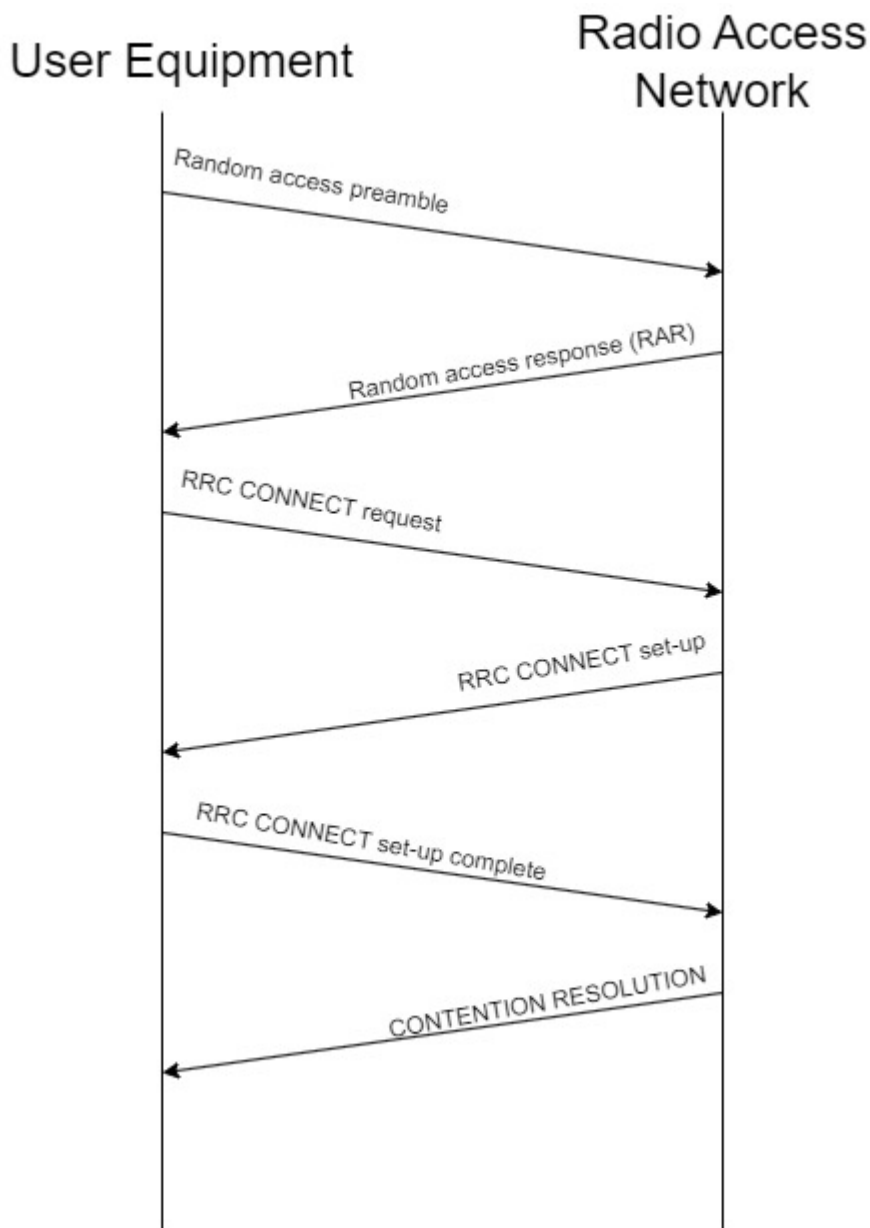 User Equipment
Radio Access
Network
Random access preamble
Random access response (RAR)
RRC CONNECT request
RRC CONNECT set-up
RRC CONNECT set-up complete
CONTENTION RESOLUTION